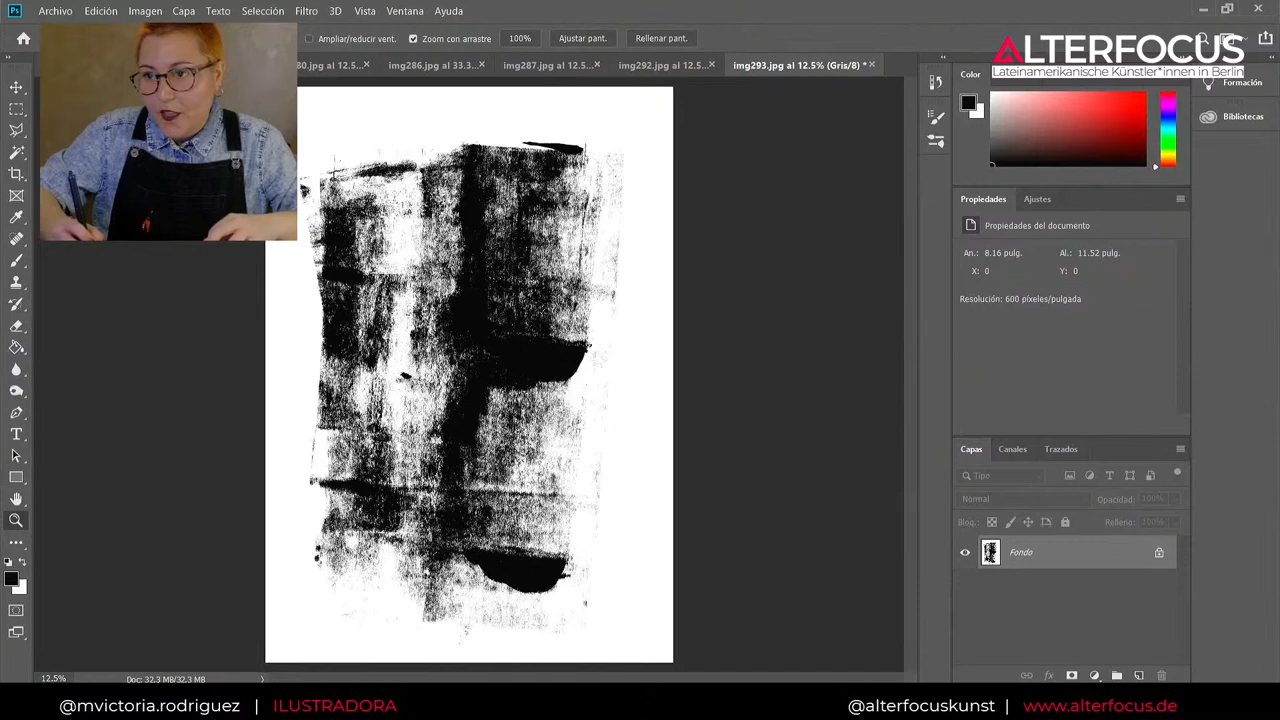 Ps Archivo Edición Imagen Capa Texto Selección Filtro 3D Vista Ventana Ayuda
Ampliar/reducir vent. Zoom con arrastre 100% Ajustar pant. Rellenar pant.
ALTERFOCUS
Lateinamerikanische Künstler*innen in Berlin
80.jpg al 12.5... × img286.jpg al 33.3... × img287.jpg al 12.5... × img292.jpg al 12.5... × img293.jpg al 12.5% (Gris/8) * ×
Color
Formación
Bibliotecas
Propiedades Ajustes
Propiedades del documento
An.: 8.16 pulg. Al.: 11.52 pulg.
X: 0 Y: 0
Resolución: 600 píxeles/pulgada
Capas Canales Trazados
Tipo
Normal Opacidad: 100%
Bloq.: Relleno: 100%
Fondo
fx
12.5% Doc: 32.3 MB/32.3 MB
@mvictoria.rodriguez | ILUSTRADORA
@alterfocuskunst | www.alterfocus.de